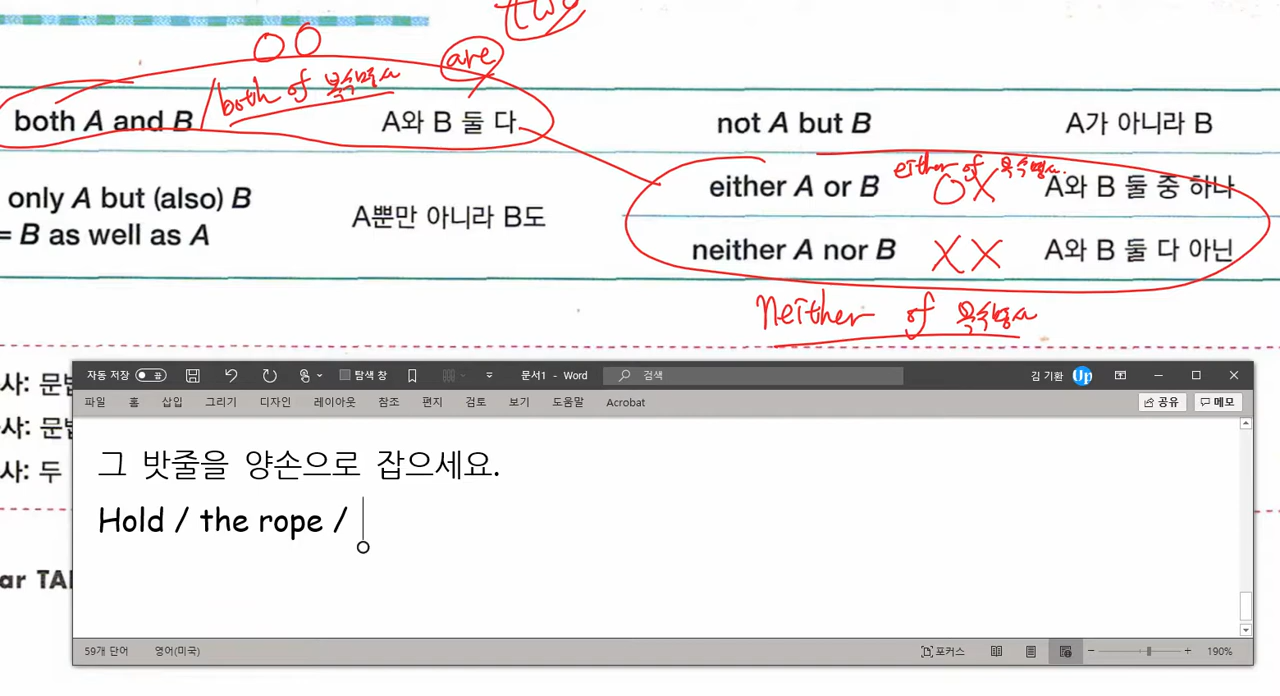 two
are
both of 복수명사
both A and B
A와 B 둘 다
not A but B
A가 아니라 B
either of 복수명사.
either A or B
A와 B 둘 중 하나
only A but (also) B
= B as well as A
A뿐만 아니라 B도
neither A nor B
A와 B 둘 다 아닌
Neither of 복수명사
사: 문법
사: 문법
사: 두
ar TAB
자동 저장 끔 탐색 창 문서1 - Word 검색 김 기환 Up
파일 홈 삽입 그리기 디자인 레이아웃 참조 편지 검토 보기 도움말 Acrobat 공유 메모
그 밧줄을 양손으로 잡으세요.
Hold / the rope /
59개 단어 영어(미국) 포커스 190%